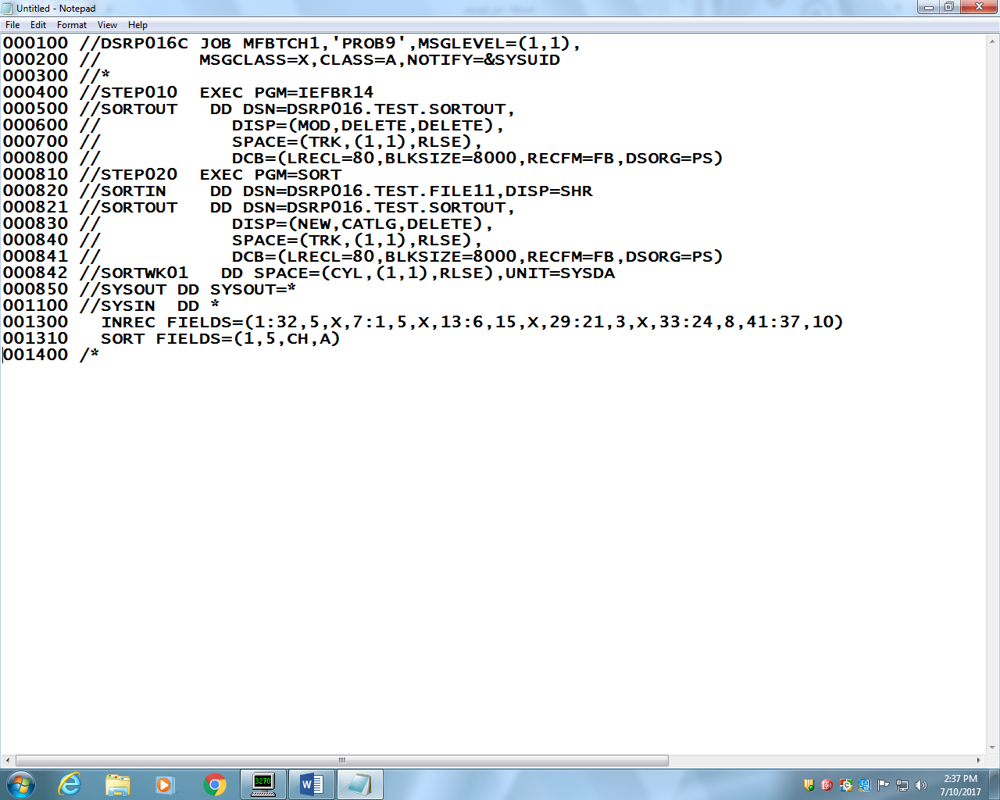 Untitled - Notepad
File Edit Format View Help
000100 //DSRP016C JOB MFBTCH1,'PROB9',MSGLEVEL=(1,1),
000200 //         MSGCLASS=X,CLASS=A,NOTIFY=&SYSUID
000300 //*
000400 //STEP010  EXEC PGM=IEFBR14
000500 //SORTOUT   DD DSN=DSRP016.TEST.SORTOUT,
000600 //            DISP=(MOD,DELETE,DELETE),
000700 //            SPACE=(TRK,(1,1),RLSE),
000800 //            DCB=(LRECL=80,BLKSIZE=8000,RECFM=FB,DSORG=PS)
000810 //STEP020  EXEC PGM=SORT
000820 //SORTIN    DD DSN=DSRP016.TEST.FILE11,DISP=SHR
000821 //SORTOUT   DD DSN=DSRP016.TEST.SORTOUT,
000830 //            DISP=(NEW,CATLG,DELETE),
000840 //            SPACE=(TRK,(1,1),RLSE),
000841 //            DCB=(LRECL=80,BLKSIZE=8000,RECFM=FB,DSORG=PS)
000842 //SORTWK01   DD SPACE=(CYL,(1,1),RLSE),UNIT=SYSDA
000850 //SYSOUT DD SYSOUT=*
001100 //SYSIN  DD *
001300   INREC FIELDS=(1:32,5,X,7:1,5,X,13:6,15,X,29:21,3,X,33:24,8,41:37,10)
001310   SORT FIELDS=(1,5,CH,A)
001400 /*
3270
2:37 PM
7/10/2017